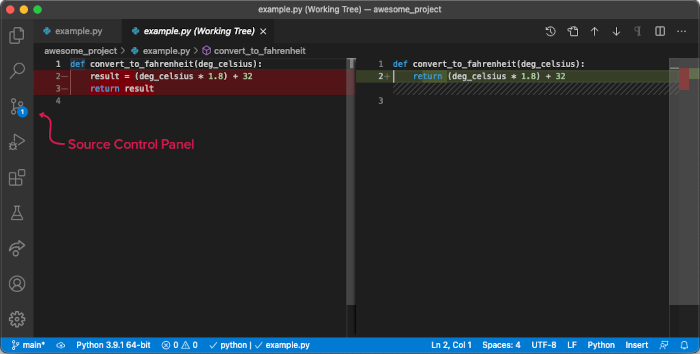 example.py (Working Tree) — awesome_project
example.py
example.py (Working Tree)
awesome_project > example.py > convert_to_fahrenheit
1 def convert_to_fahrenheit(deg_celsius):
2— result = (deg_celsius * 1.8) + 32
3— return result
4
1 def convert_to_fahrenheit(deg_celsius):
2+ return (deg_celsius * 1.8) + 32
3
1
Source Control Panel
main* Python 3.9.1 64-bit 0 0 ✓ python | ✓ example.py Ln 2, Col 1 Spaces: 4 UTF-8 LF Python Insert